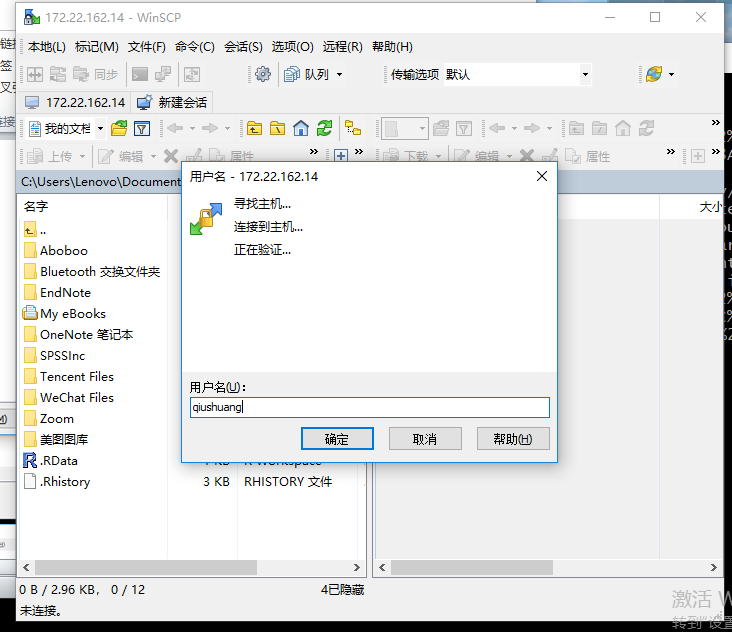 172.22.162.14 - WinSCP
本地(L) 标记(M) 文件(F) 命令(C) 会话(S) 选项(O) 远程(R) 帮助(H)
同步 队列 传输选项 默认
172.22.162.14 新建会话
我的文档
上传 编辑 属性 下载 编辑 属性
C:\Users\Lenovo\Document
用户名 - 172.22.162.14
寻找主机...
连接到主机...
正在验证...
用户名(U):
qiushuang
确定 取消 帮助(H)
名字 大小
..
Aboboo
Bluetooth 交换文件夹
EndNote
My eBooks
OneNote 笔记本
SPSSInc
Tencent Files
WeChat Files
Zoom
美图图库
.RData
.Rhistory 3 KB RHISTORY 文件
0 B / 2.96 KB, 0 / 12 4已隐藏
未连接。
激活 W
转到"设置